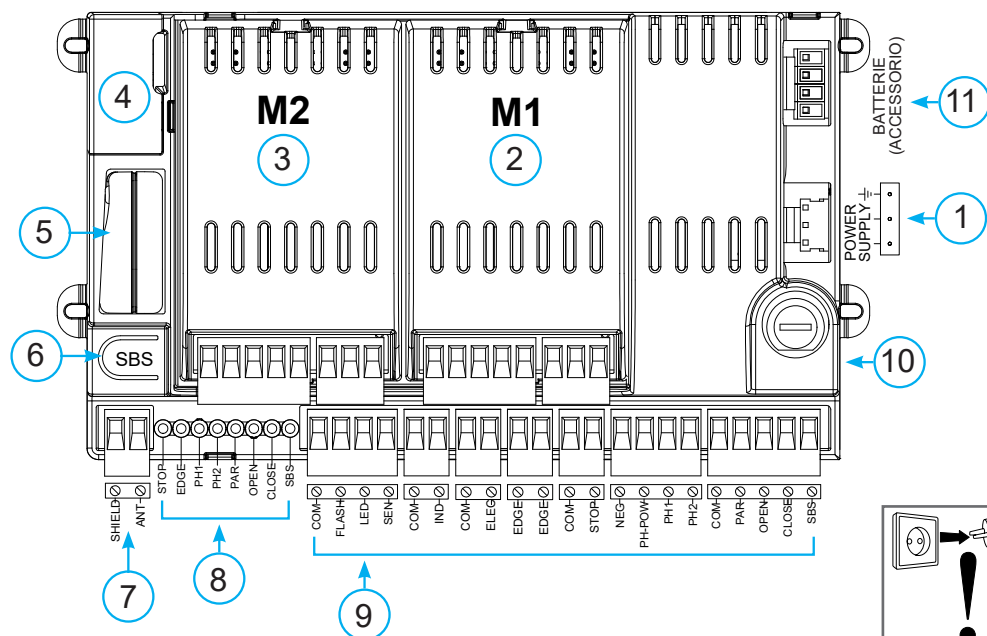 4
M2
3
M1
2
BATTERIE
(ACCESSORIO)
11
5
POWER
SUPPLY
1
6
SBS
10
SHIELD
ANT
STOP
EDGE
PH1
PH2
PAR
OPEN
CLOSE
SBS
COM
FLASH
LED
SEN
COM
IND
COM
ELEG
EDGE
EDGE
COM
STOP
NEG
PH-POW
PH1
PH2
COM
PAR
OPEN
CLOSE
SBS
7
8
9
!